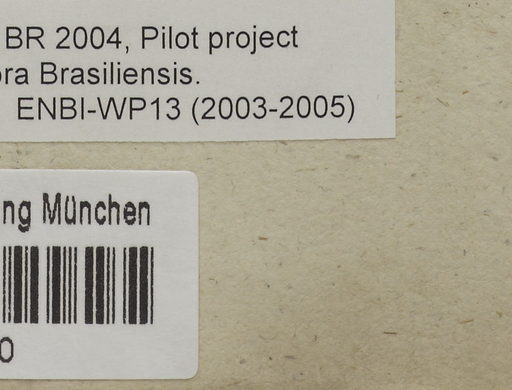 BR 2004, Pilot project
ora Brasiliensis.
ENBI-WP13 (2003-2005)
ng München
0